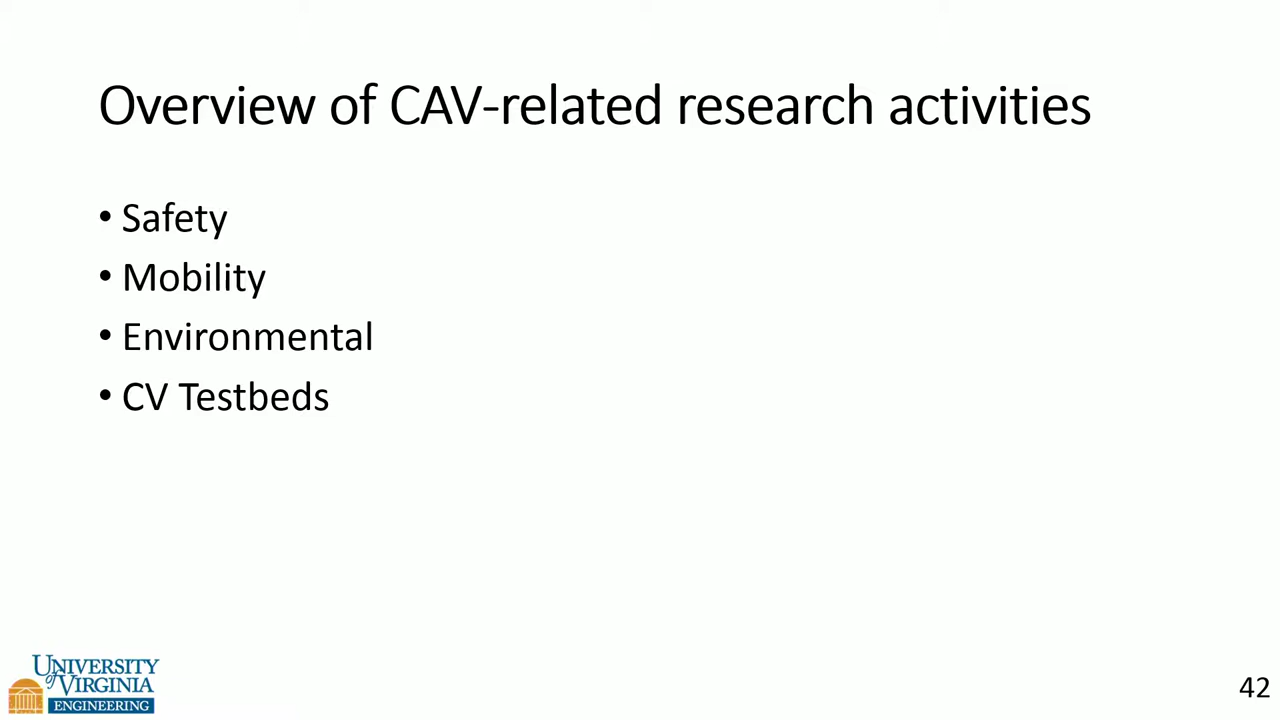 Overview of CAV-related research activities
• Safety
• Mobility
• Environmental
• CV Testbeds
UNIVERSITY
of VIRGINIA
ENGINEERING
42